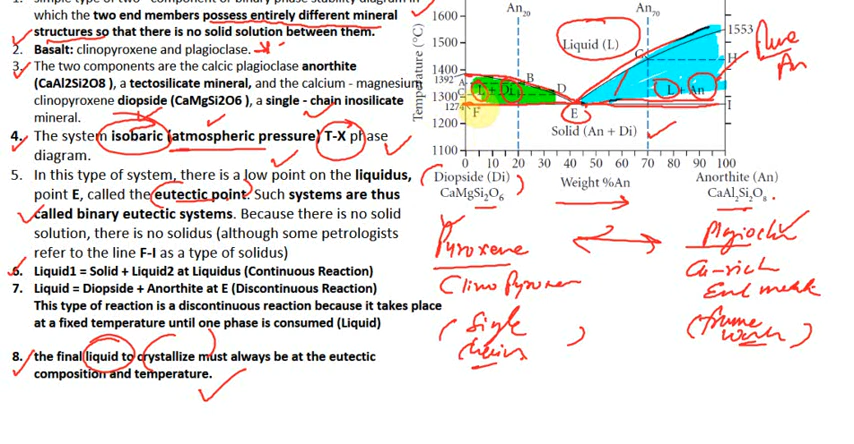 which the two end members possess entirely different mineral
structures so that there is no solid solution between them.
2. Basalt: clinopyroxene and plagioclase.
3. The two components are the calcic plagioclase anorthite
(CaAl2Si2O8 ), a tectosilicate mineral, and the calcium - magnesium
clinopyroxene diopside (CaMgSi2O6 ), a single - chain inosilicate
mineral.
4. The system isobaric (atmospheric pressure) T-X phase
diagram.
5. In this type of system, there is a low point on the liquidus,
point E, called the eutectic point. Such systems are thus
called binary eutectic systems. Because there is no solid
solution, there is no solidus (although some petrologists
refer to the line F-I as a type of solidus)
6. Liquid1 = Solid + Liquid2 at Liquidus (Continuous Reaction)
7. Liquid = Diopside + Anorthite at E (Discontinuous Reaction)
This type of reaction is a discontinuous reaction because it takes place
at a fixed temperature until one phase is consumed (Liquid)
8. the final liquid to crystallize must always be at the eutectic
composition and temperature.
An20 An70
Temperature (°C)
1600
1500
1400
1392
1300
1274
1200
1100
Liquid (L)
1553
A B C D E F G H I
L + Di
L + An
Solid (An + Di)
0 10 20 30 40 50 60 70 80 90 100
Diopside (Di) Weight %An Anorthite (An)
CaMgSi2O6 CaAl2Si2O8
Pure
An
Pyroxene
Plagiocla
Clino Pyroxen
Ca-rich
End memb
(Single
chains)
(frame
work)